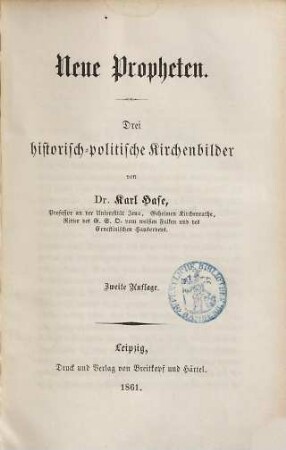 Neue Propheten.
Drei
historisch-politische Kirchenbilder
von
Dr. Karl Hase,
Professor an der Universität Jena, Geheimen Kirchenrathe,
Ritter des G. S. O. vom weißen Falken und des
Ernestinischen Hausordens.
Zweite Auflage.
Leipzig,
Druck und Verlag von Breitkopf und Härtel.
1861.